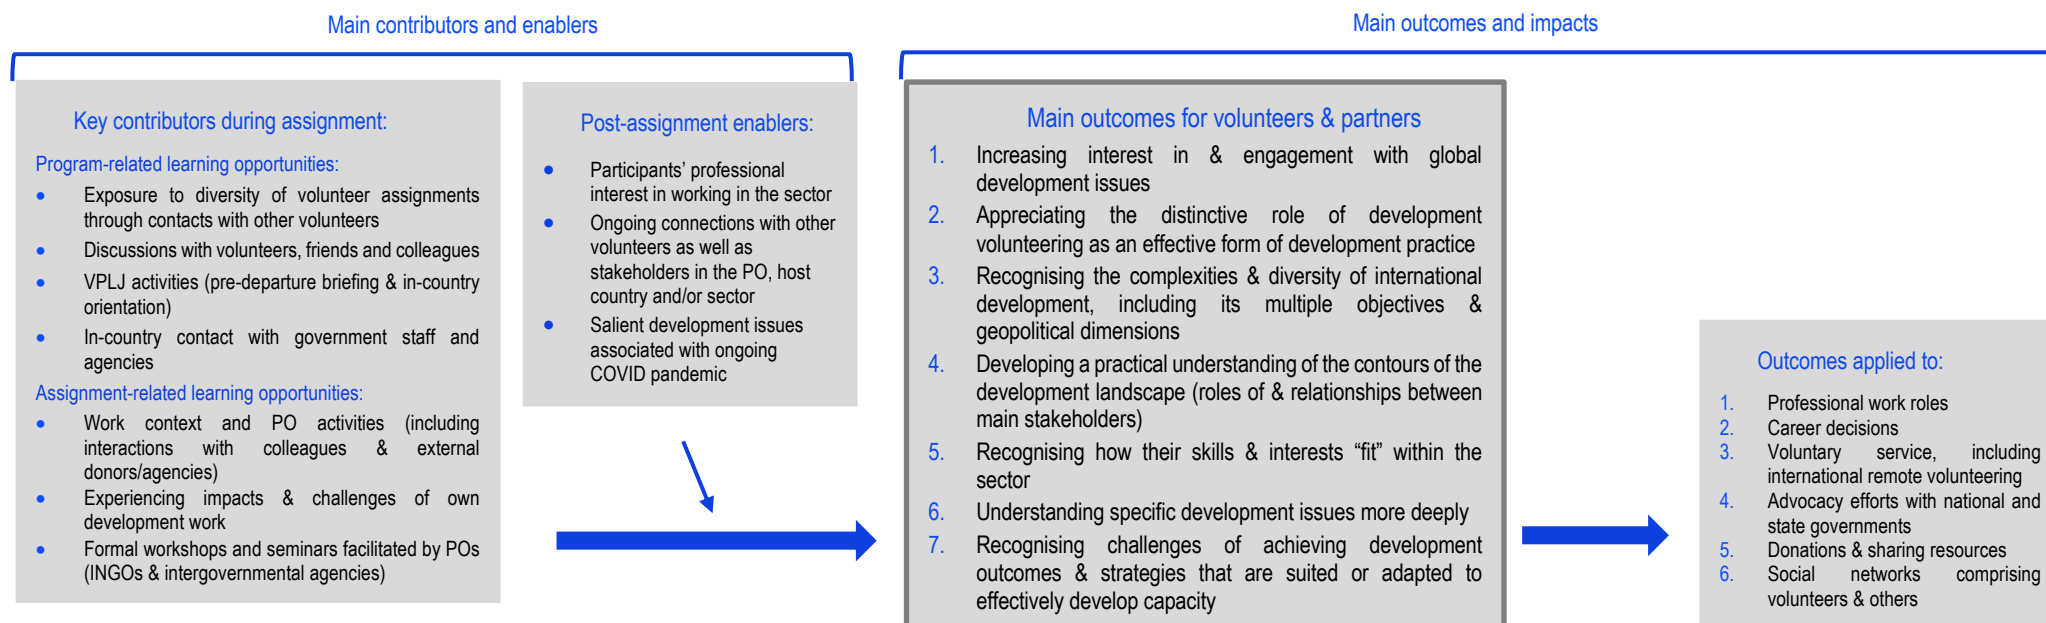 Main contributors and enablers
Main outcomes and impacts
Key contributors during assignment:
Program-related learning opportunities:
• Exposure to diversity of volunteer assignments
through contacts with other volunteers
• Discussions with volunteers, friends and colleagues
• VPLJ activities (pre-departure briefing & in-country
orientation)
• In-country contact with government staff and
agencies
Assignment-related learning opportunities:
• Work context and PO activities (including
interactions with colleagues & external
donors/agencies)
• Experiencing impacts & challenges of own
development work
• Formal workshops and seminars facilitated by POs
(INGOs & intergovernmental agencies)
Post-assignment enablers:
• Participants’ professional
interest in working in the sector
• Ongoing connections with other
volunteers as well as
stakeholders in the PO, host
country and/or sector
• Salient development issues
associated with ongoing
COVID pandemic
Main outcomes for volunteers & partners
1. Increasing interest in & engagement with global
development issues
2. Appreciating the distinctive role of development
volunteering as an effective form of development practice
3. Recognising the complexities & diversity of international
development, including its multiple objectives &
geopolitical dimensions
4. Developing a practical understanding of the contours of the
development landscape (roles of & relationships between
main stakeholders)
5. Recognising how their skills & interests “fit” within the
sector
6. Understanding specific development issues more deeply
7. Recognising challenges of achieving development
outcomes & strategies that are suited or adapted to
effectively develop capacity
Outcomes applied to:
1. Professional work roles
2. Career decisions
3. Voluntary service, including
international remote volunteering
4. Advocacy efforts with national and
state governments
5. Donations & sharing resources
6. Social networks comprising
volunteers & others